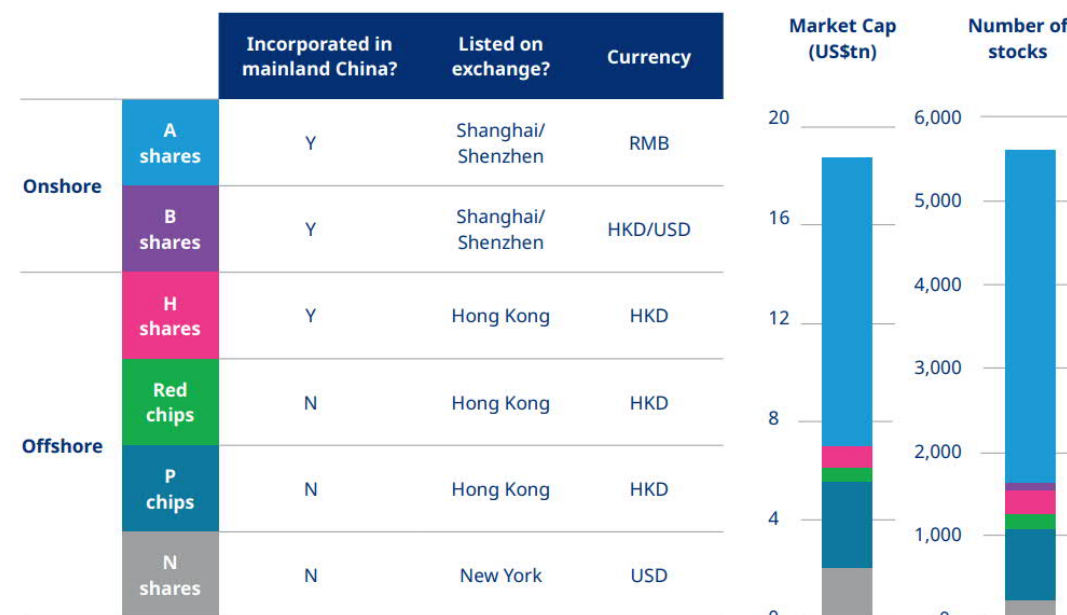 Incorporated in
mainland China?
Listed on
exchange?
Currency
Market Cap
(US$tn)
Number of
stocks
Onshore
A
shares
Y
Shanghai/
Shenzhen
RMB
B
shares
Y
Shanghai/
Shenzhen
HKD/USD
Offshore
H
shares
Y
Hong Kong
HKD
Red
chips
N
Hong Kong
HKD
P
chips
N
Hong Kong
HKD
N
shares
N
New York
USD
20
16
12
8
4
0
6,000
5,000
4,000
3,000
2,000
1,000
0